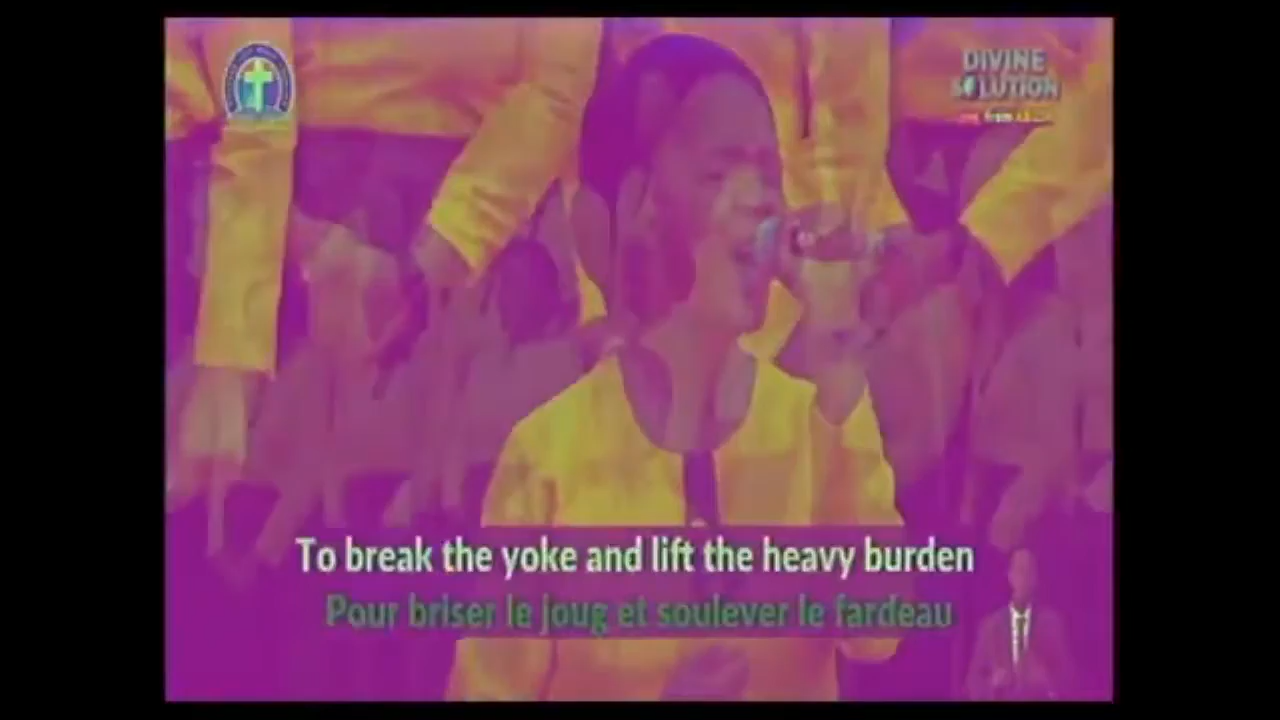 DIVINE
SOLUTION
from
To break the yoke and lift the heavy burden
Pour briser le joug et soulever le fardeau